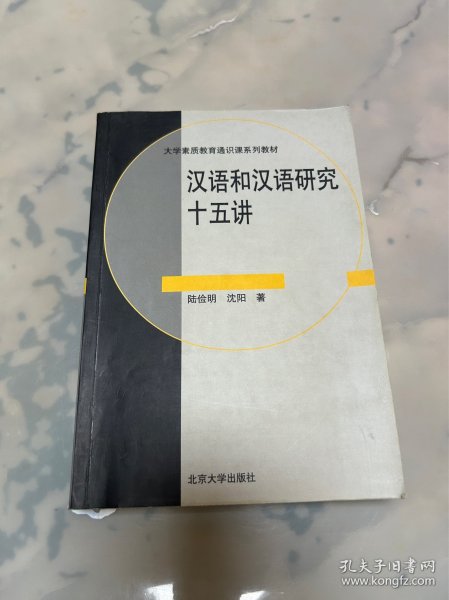 大学素质教育通识课系列教材
汉语和汉语研究
十五讲
陆俭明 沈阳 著
北京大学出版社
孔夫子旧书网
www.kongfz.com